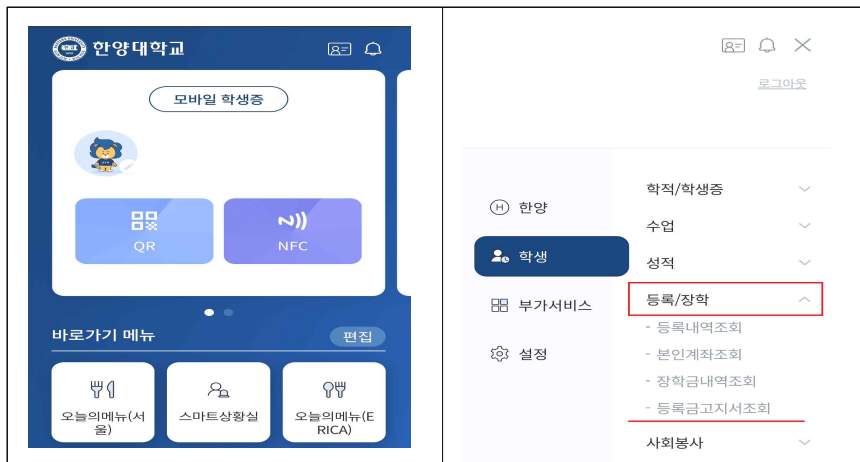 한양대학교
모바일 학생증
QR
NFC
바로가기 메뉴
편집
오늘의메뉴(서
울)
스마트상황실
오늘의메뉴(E
RICA)
로그아웃
H 한양
학생
부가서비스
설정
학적/학생증
수업
성적
등록/장학
- 등록내역조회
- 본인계좌조회
- 장학금내역조회
- 등록금고지서조회
사회봉사